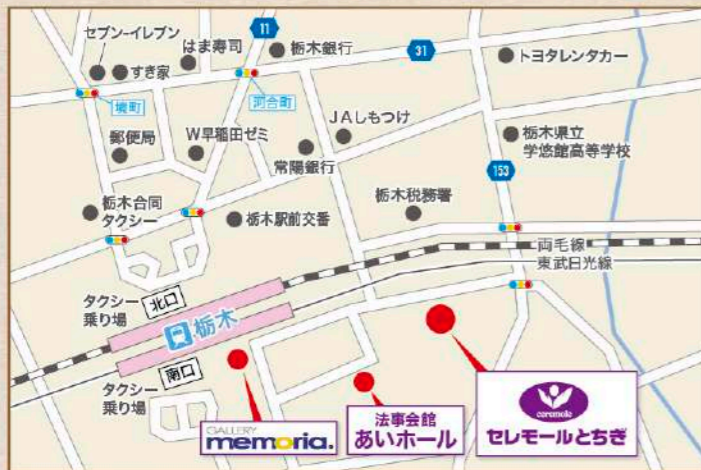 セブン-イレブン
はま寿司
11
栃木銀行
31
トヨタレンタカー
すき家
境町
河合町
郵便局
W早稲田ゼミ
JAしもつけ
常陽銀行
栃木県立
学悠館高等学校
153
栃木合同
タクシー
栃木駅前交番
栃木税務署
両毛線
東武日光線
タクシー
乗り場
北口
栃木
南口
タクシー
乗り場
GALLERY
memoria.
法事会館
あいホール
ceremole
セレモールとちぎ